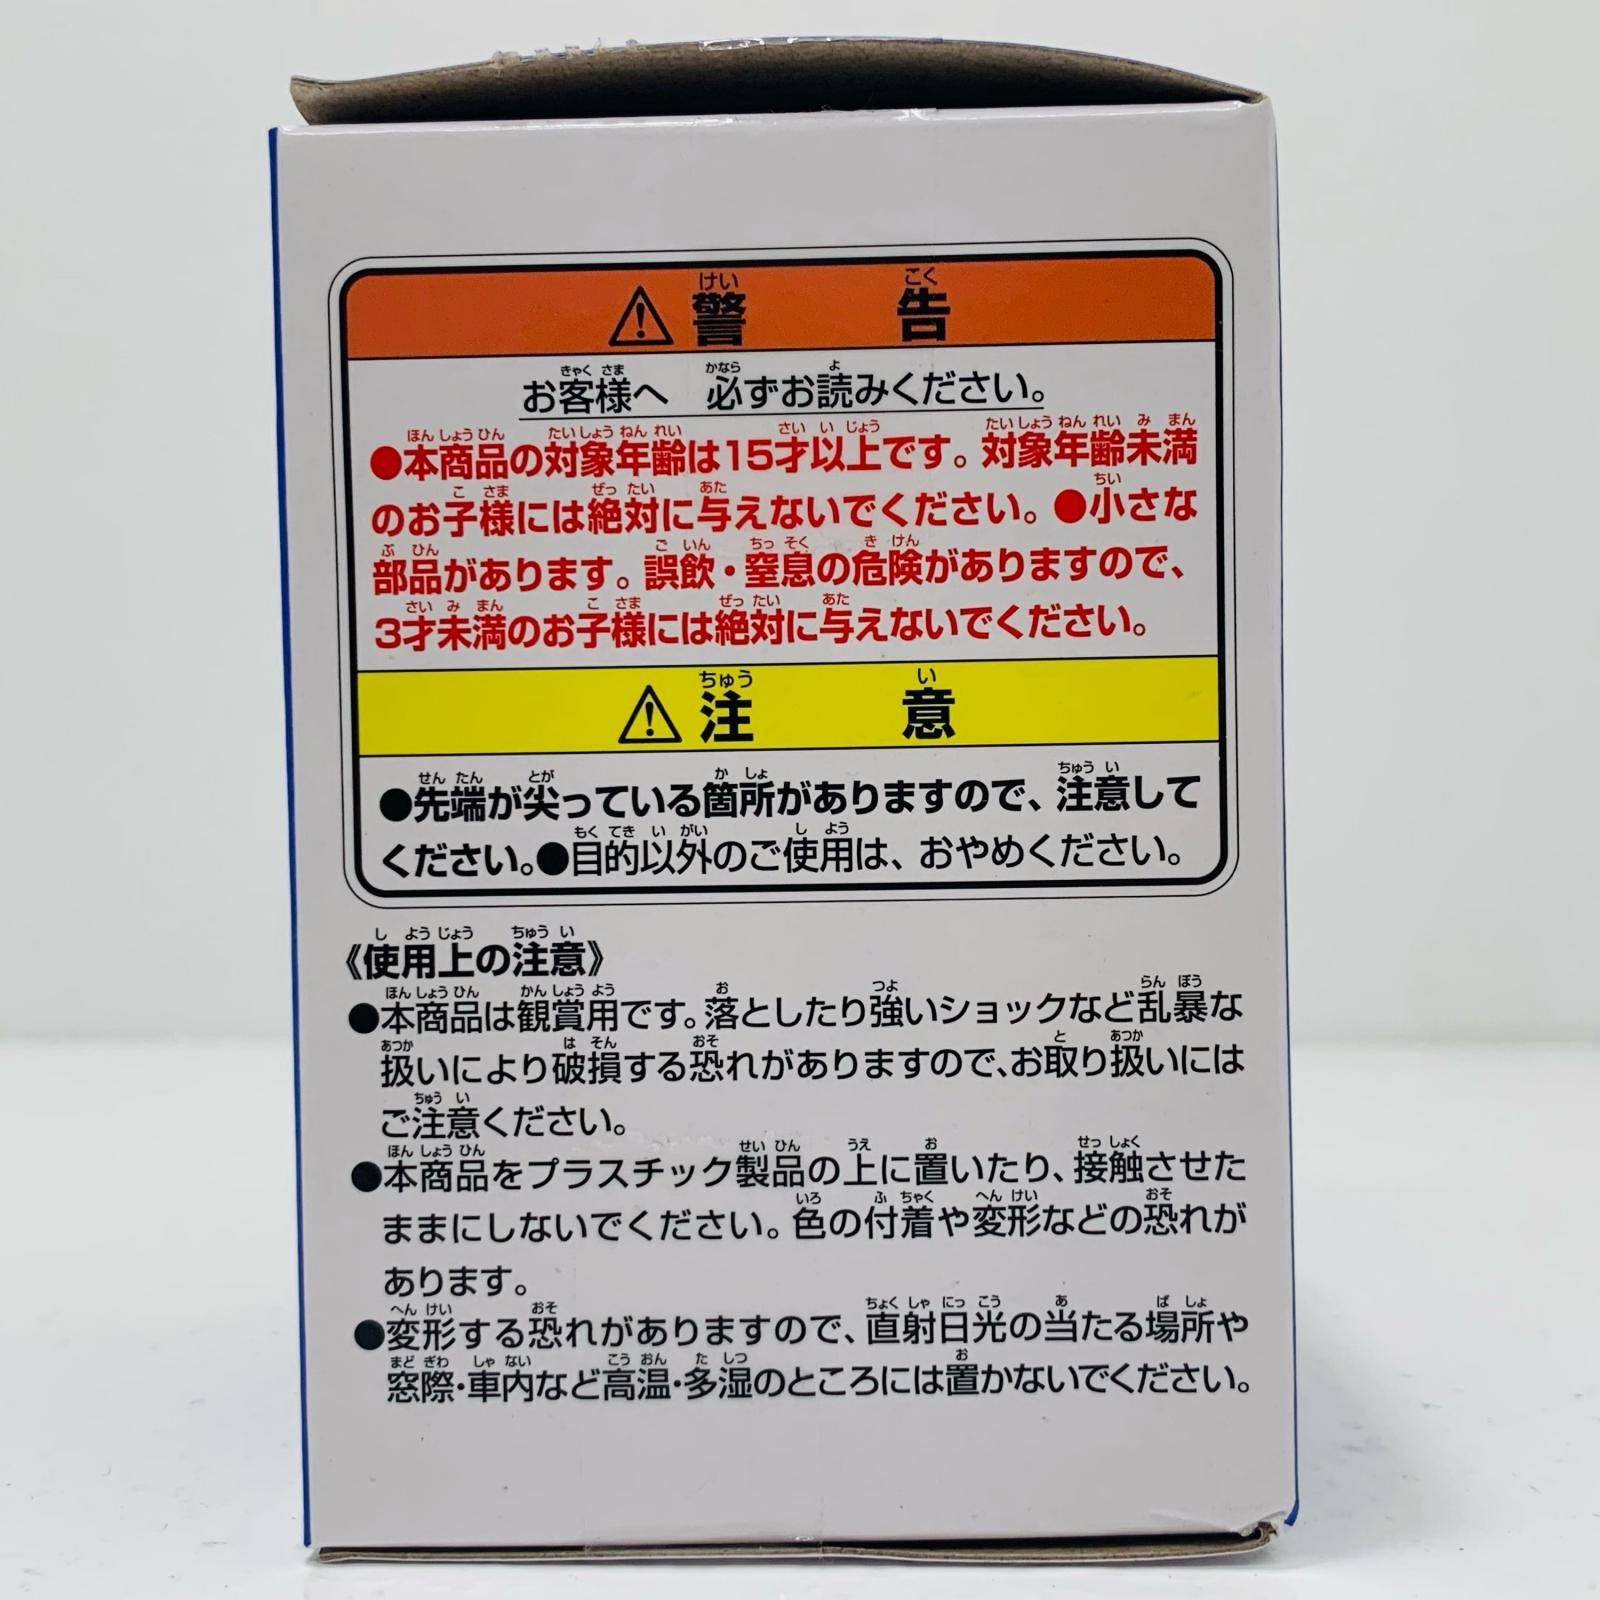 ⚠警告
お客様へ 必ずお読みください。
●本商品の対象年齢は15才以上です。対象年齢未満
のお子様には絶対に与えないでください。●小さな
部品があります。誤飲・窒息の危険がありますので、
3才未満のお子様には絶対に与えないでください。
⚠注意
●先端が尖っている箇所がありますので、注意して
ください。●目的以外のご使用は、おやめください。
《使用上の注意》
●本商品は観賞用です。落としたり強いショックなど乱暴な
扱いにより破損する恐れがありますので、お取り扱いには
ご注意ください。
●本商品をプラスチック製品の上に置いたり、接触させた
ままにしないでください。色の付着や変形などの恐れが
あります。
●変形する恐れがありますので、直射日光の当たる場所や
窓際・車内など高温・多湿のところには置かないでください。